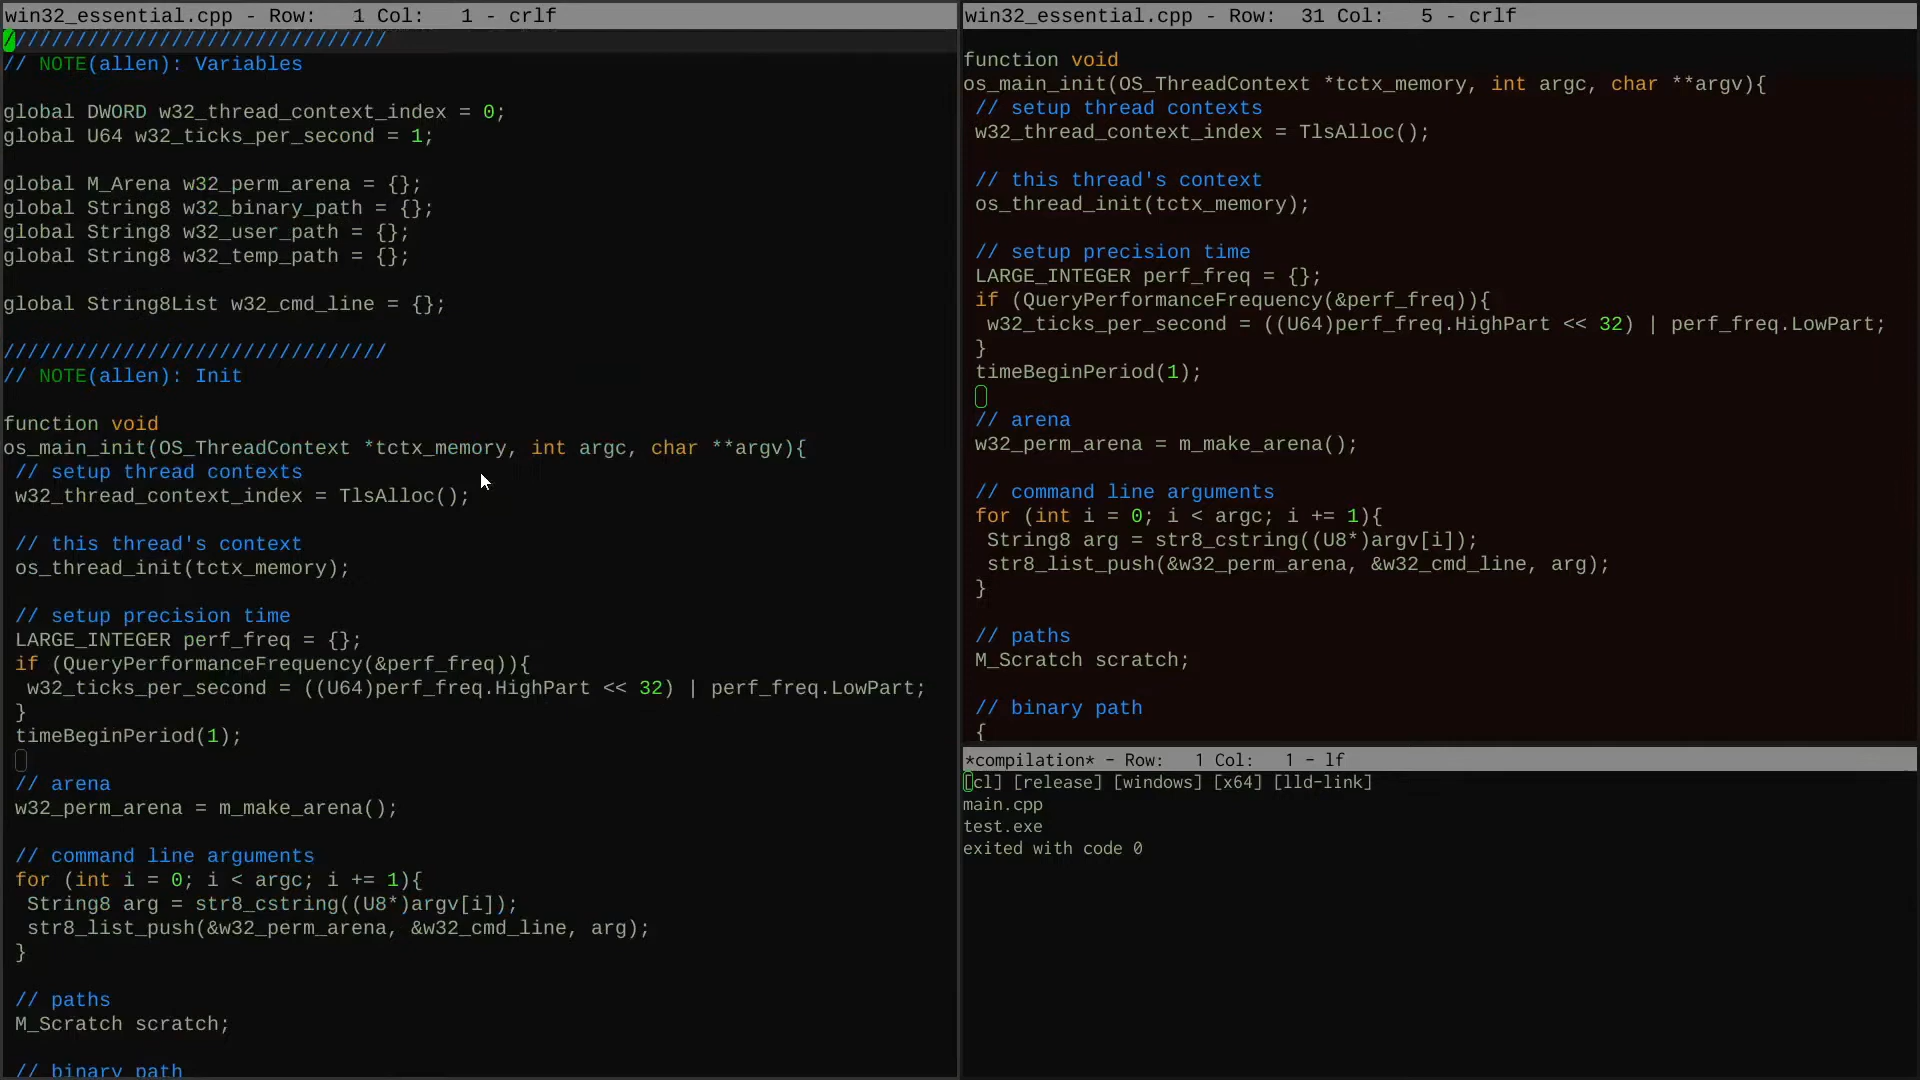 win32_essential.cpp - Row:   1 Col:   1 - crlf
////////////////////////////////
// NOTE(allen): Variables
global DWORD w32_thread_context_index = 0;
global U64 w32_ticks_per_second = 1;
global M_Arena w32_perm_arena = {};
global String8 w32_binary_path = {};
global String8 w32_user_path = {};
global String8 w32_temp_path = {};
global String8List w32_cmd_line = {};
////////////////////////////////
// NOTE(allen): Init
function void
os_main_init(OS_ThreadContext *tctx_memory, int argc, char **argv){
// setup thread contexts
w32_thread_context_index = TlsAlloc();
// this thread's context
os_thread_init(tctx_memory);
// setup precision time
LARGE_INTEGER perf_freq = {};
if (QueryPerformanceFrequency(&perf_freq)){
w32_ticks_per_second = ((U64)perf_freq.HighPart << 32) | perf_freq.LowPart;
}
timeBeginPeriod(1);
// arena
w32_perm_arena = m_make_arena();
// command line arguments
for (int i = 0; i < argc; i += 1){
String8 arg = str8_cstring((U8*)argv[i]);
str8_list_push(&w32_perm_arena, &w32_cmd_line, arg);
}
// paths
M_Scratch scratch;
// binary path
win32_essential.cpp - Row:  31 Col:   5 - crlf
function void
os_main_init(OS_ThreadContext *tctx_memory, int argc, char **argv){
// setup thread contexts
w32_thread_context_index = TlsAlloc();
// this thread's context
os_thread_init(tctx_memory);
// setup precision time
LARGE_INTEGER perf_freq = {};
if (QueryPerformanceFrequency(&perf_freq)){
w32_ticks_per_second = ((U64)perf_freq.HighPart << 32) | perf_freq.LowPart;
}
timeBeginPeriod(1);
// arena
w32_perm_arena = m_make_arena();
// command line arguments
for (int i = 0; i < argc; i += 1){
String8 arg = str8_cstring((U8*)argv[i]);
str8_list_push(&w32_perm_arena, &w32_cmd_line, arg);
}
// paths
M_Scratch scratch;
// binary path
{
*compilation* - Row:   1 Col:   1 - lf
[cl] [release] [windows] [x64] [lld-link]
main.cpp
test.exe
exited with code 0